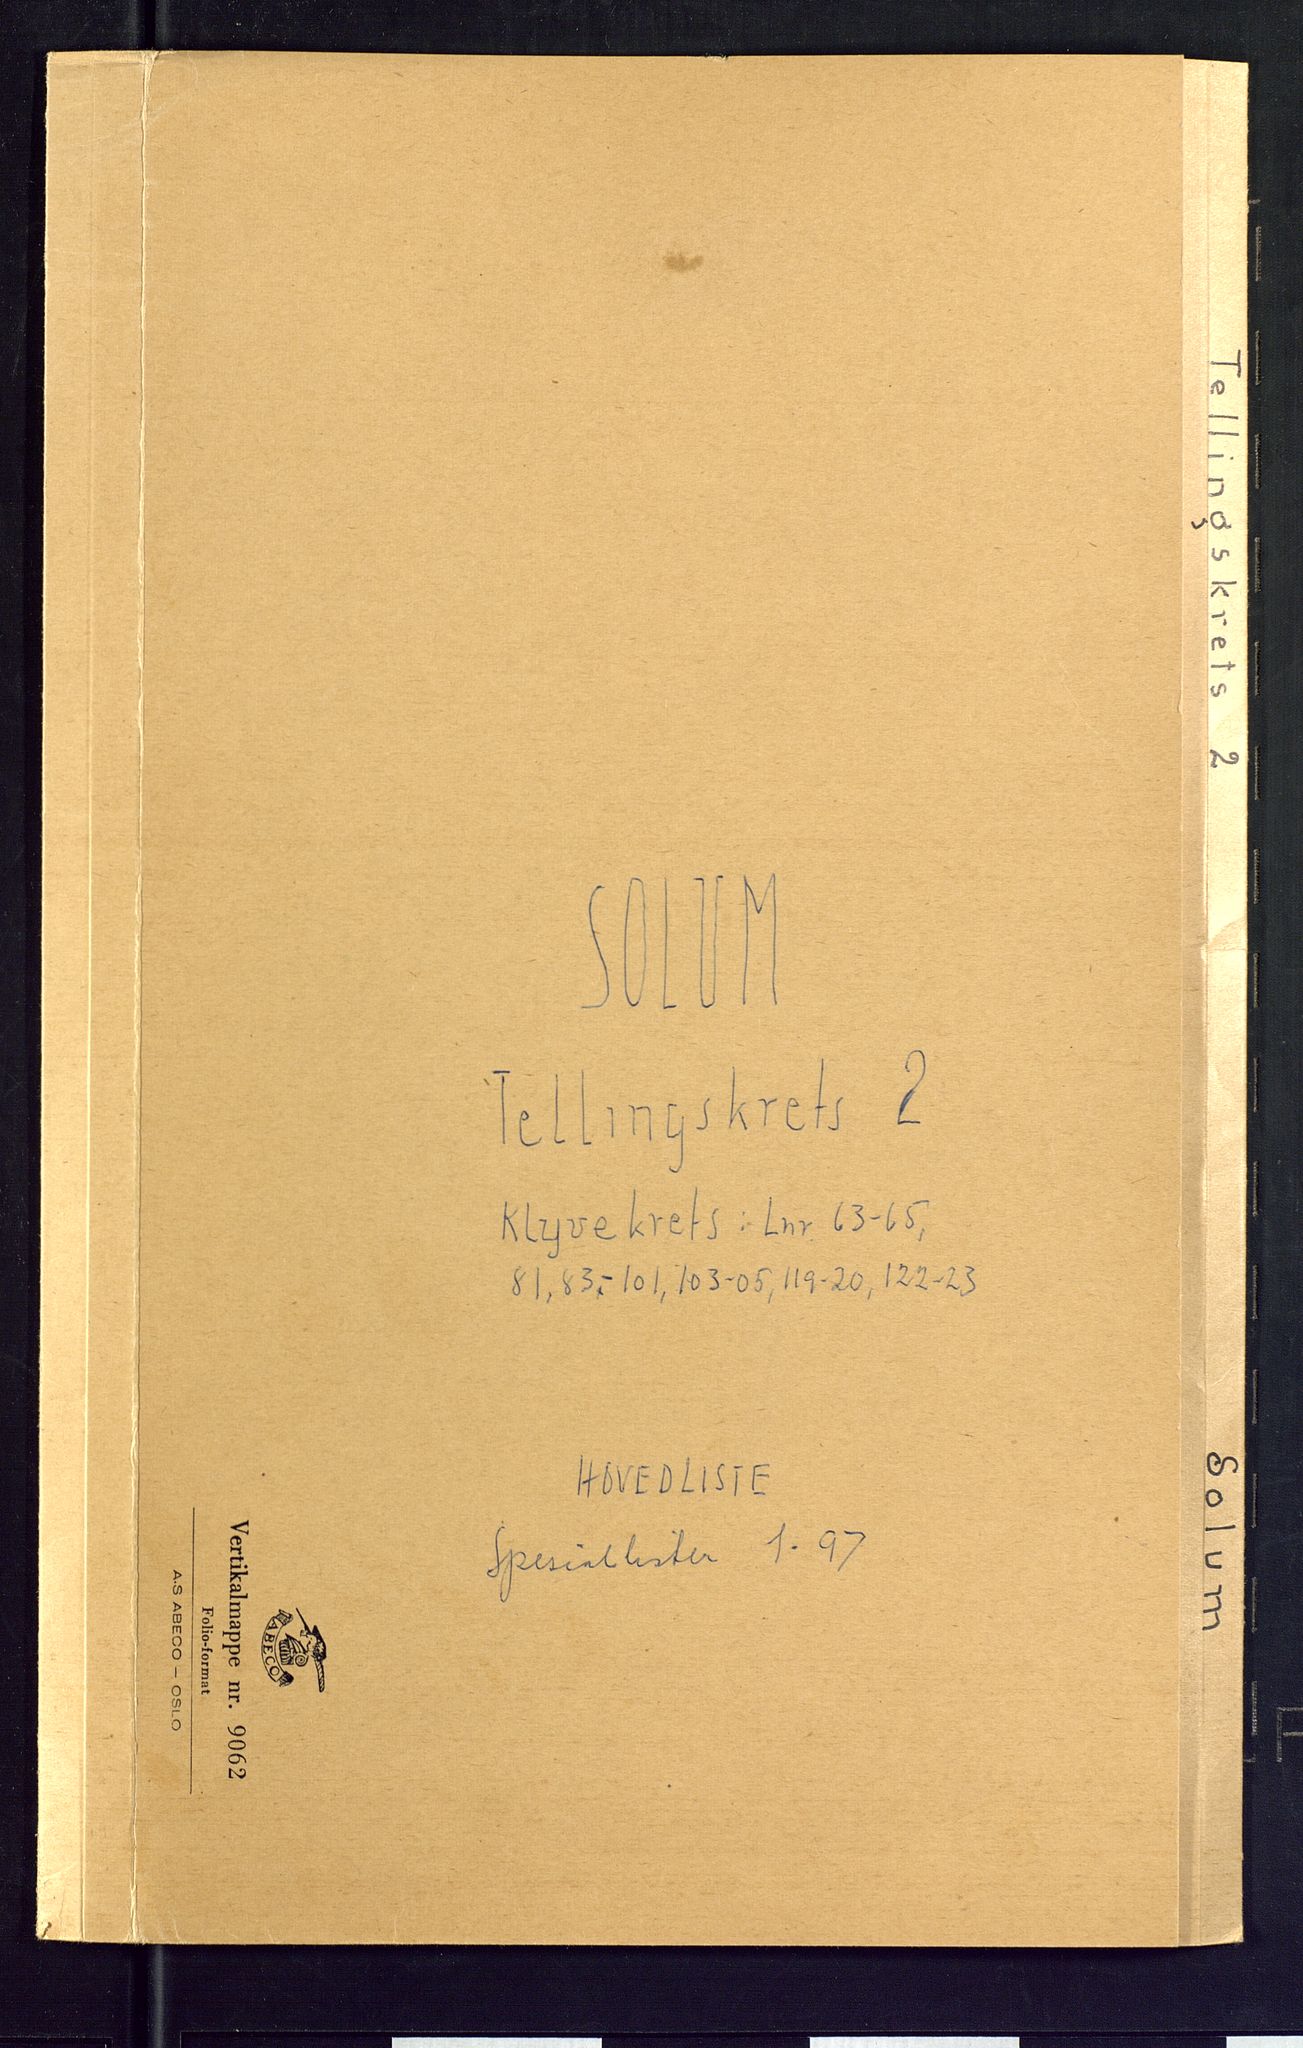 SOLUM
Tellingskrets 2
Klyvekrets: Lnr. 63-65,
81, 83,-101, 103-05, 119-20, 122-23
HOVEDLISTE
Spesiallister 1-97
ABECO
Vertikalmappe nr. 9062
Folio-format
A.S ABECO – OSLO
Tellingskrets 2
Solum